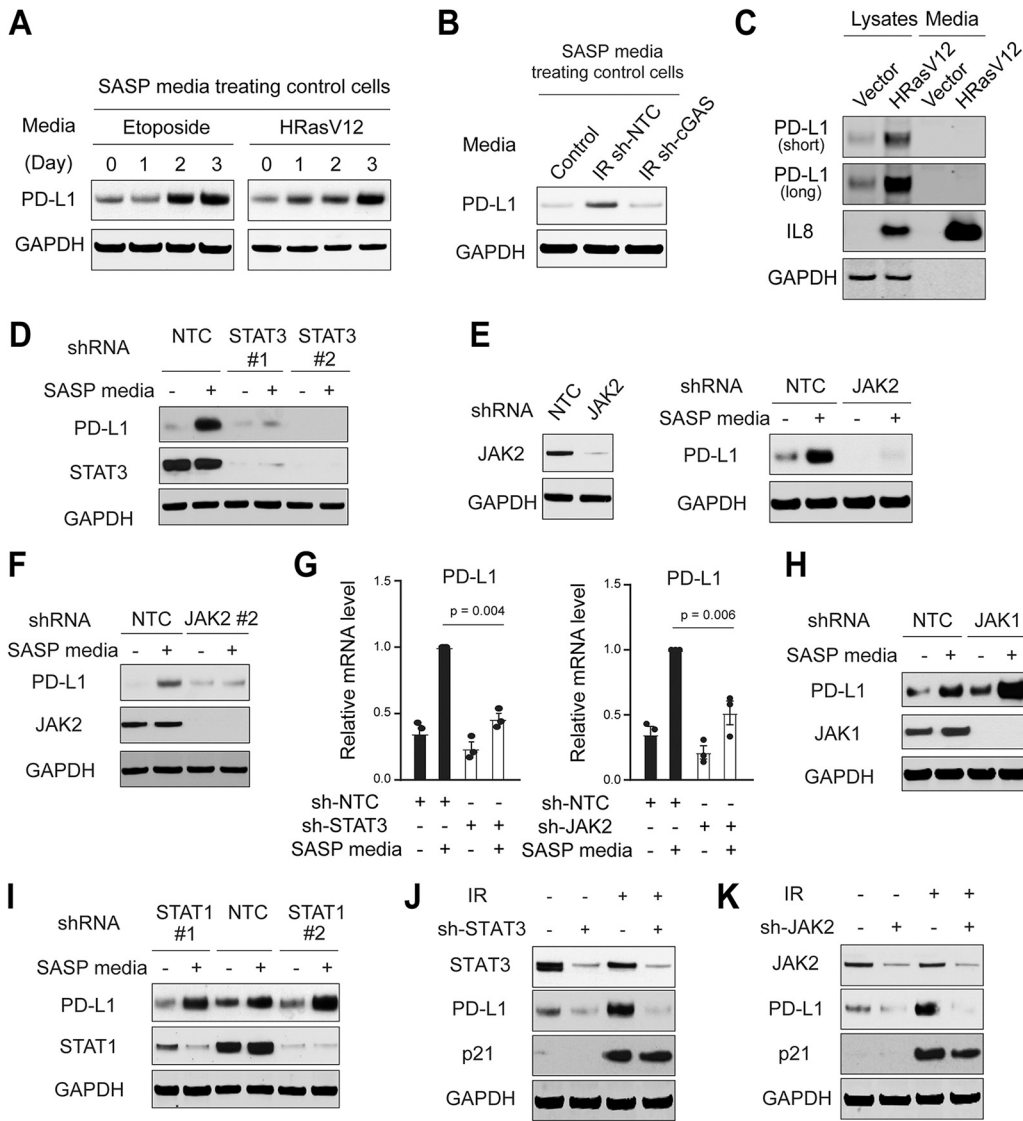 A
SASP media treating control cells
Media Etoposide HRasV12
(Day) 0 1 2 3 0 1 2 3
PD-L1
GAPDH
B
SASP media
treating control cells
Media Control IR sh-NTC IR sh-cGAS
PD-L1
GAPDH
C
Lysates Media
Vector HRasV12 Vector HRasV12
PD-L1
(short)
PD-L1
(long)
IL8
GAPDH
D
shRNA NTC STAT3 #1 STAT3 #2
SASP media - + - + - +
PD-L1
STAT3
GAPDH
E
shRNA NTC JAK2
JAK2
GAPDH
shRNA NTC JAK2
SASP media - + - +
PD-L1
GAPDH
F
shRNA NTC JAK2 #2
SASP media - + - +
PD-L1
JAK2
GAPDH
G
PD-L1
Relative mRNA level
1.5
1.0
0.5
0.0
p = 0.004
sh-NTC + + - -
sh-STAT3 - - + +
SASP media - + - +
PD-L1
Relative mRNA level
1.5
1.0
0.5
0.0
p = 0.006
sh-NTC + + - -
sh-JAK2 - - + +
SASP media - + - +
H
shRNA NTC JAK1
SASP media - + - +
PD-L1
JAK1
GAPDH
I
shRNA STAT1 #1 NTC STAT1 #2
SASP media - + - + - +
PD-L1
STAT1
GAPDH
J
IR - - + +
sh-STAT3 - + - +
STAT3
PD-L1
p21
GAPDH
K
IR - - + +
sh-JAK2 - + - +
JAK2
PD-L1
p21
GAPDH